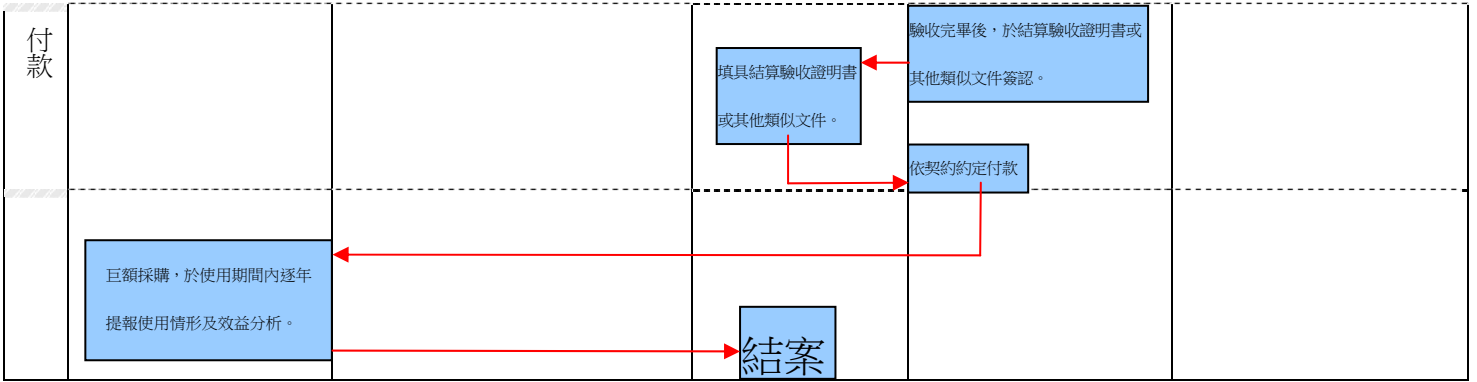 付款
驗收完畢後，於結算驗收證明書或
其他類似文件簽認。
填具結算驗收證明書
或其他類似文件。
依契約約定付款
巨額採購，於使用期間內逐年
提報使用情形及效益分析。
結案